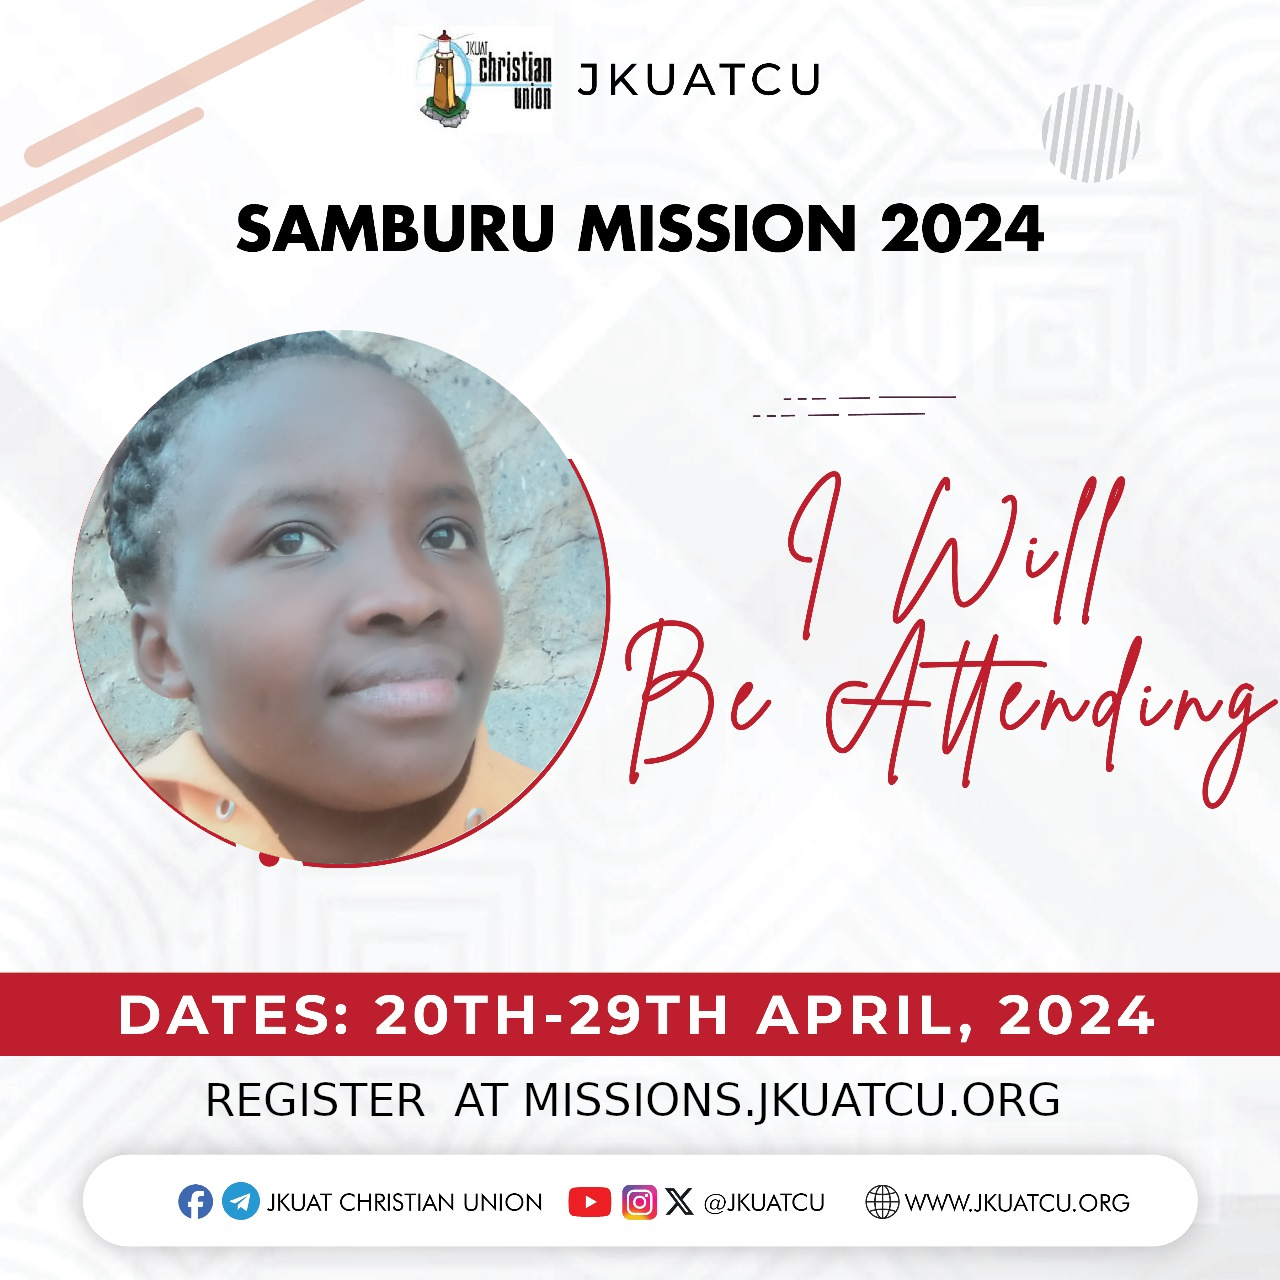 JKUAT
christian
union
JKUATCU
SAMBURU MISSION 2024
I Will
Be Attending
DATES: 20TH-29TH APRIL, 2024
REGISTER  AT MISSIONS.JKUATCU.ORG
JKUAT CHRISTIAN UNION @JKUATCU WWW.JKUATCU.ORG